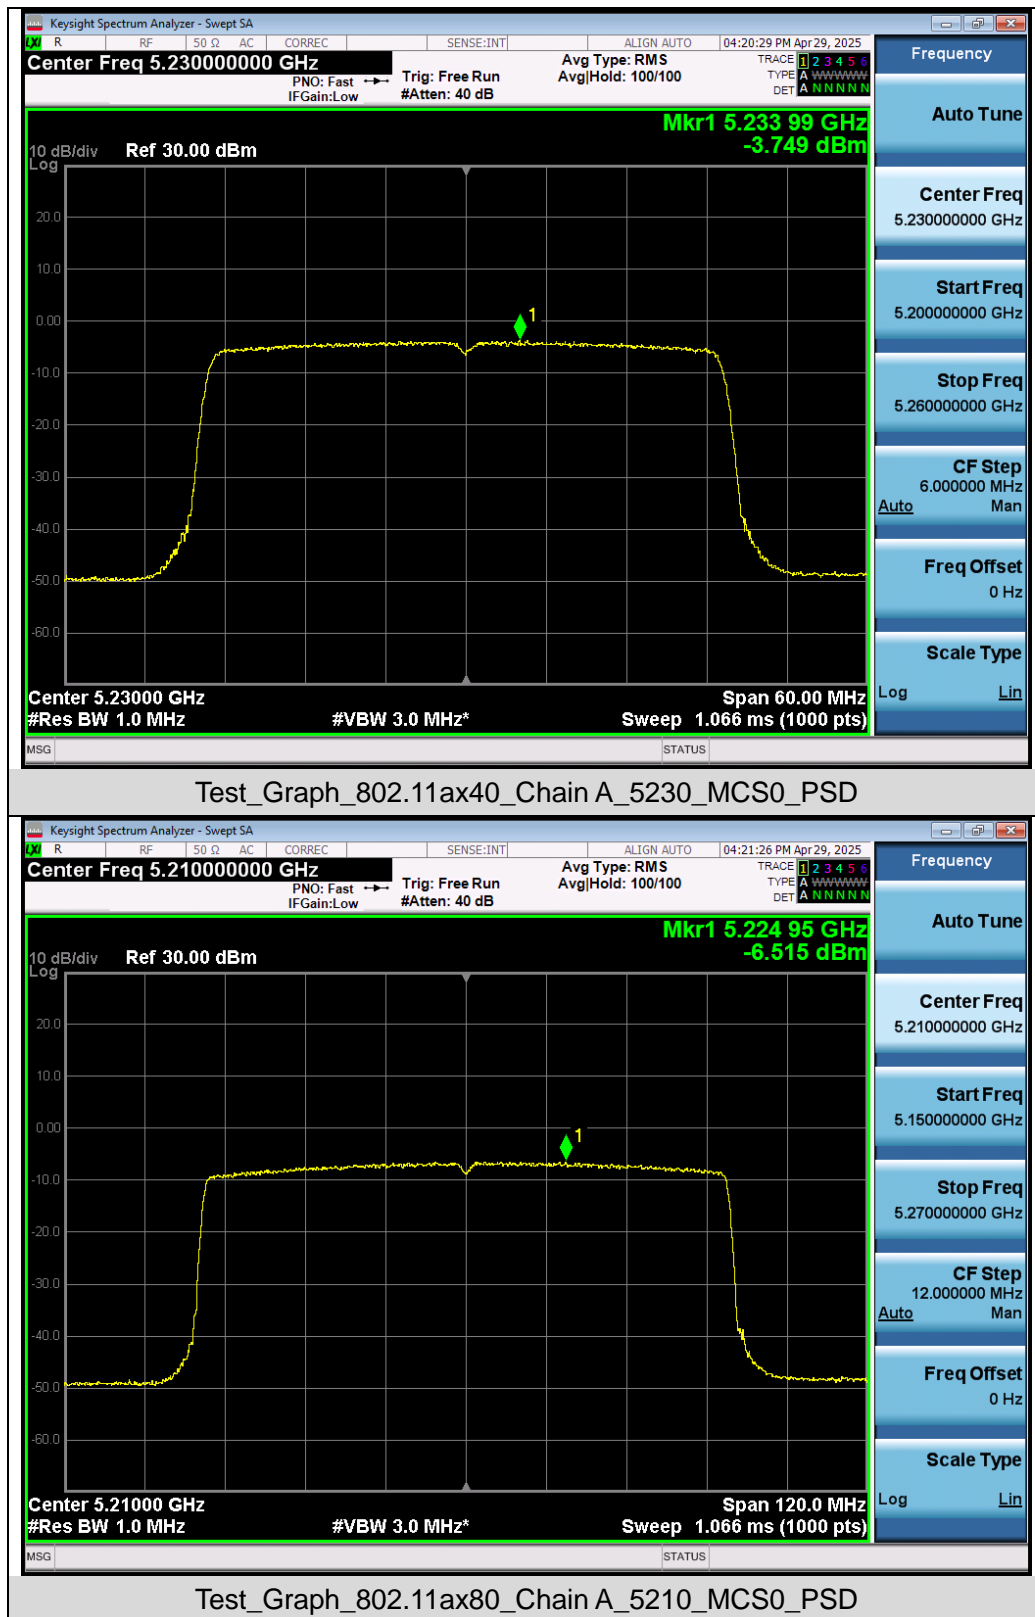 Keysight Spectrum Analyzer - Swept SA
LXI R RF 50 Ω AC CORREC SENSE:INT ALIGN AUTO 04:20:29 PM Apr 29, 2025
Center Freq 5.230000000 GHz
PNO: Fast
IFGain:Low
Trig: Free Run
#Atten: 40 dB
Avg Type: RMS
Avg|Hold: 100/100
TRACE 1 2 3 4 5 6
TYPE A WWWWW
DET A N N N N N
Mkr1 5.233 99 GHz
-3.749 dBm
10 dB/div Ref 30.00 dBm
Log
20.0
10.0
0.00
1
-10.0
-20.0
-30.0
-40.0
-50.0
-60.0
Center 5.23000 GHz Span 60.00 MHz
#Res BW 1.0 MHz #VBW 3.0 MHz* Sweep 1.066 ms (1000 pts)
MSG STATUS
Frequency
Auto Tune
Center Freq
5.230000000 GHz
Start Freq
5.200000000 GHz
Stop Freq
5.260000000 GHz
CF Step
6.000000 MHz
Auto Man
Freq Offset
0 Hz
Scale Type
Log Lin
Test_Graph_802.11ax40_Chain A_5230_MCS0_PSD
Keysight Spectrum Analyzer - Swept SA
LXI R RF 50 Ω AC CORREC SENSE:INT ALIGN AUTO 04:21:26 PM Apr 29, 2025
Center Freq 5.210000000 GHz
PNO: Fast
IFGain:Low
Trig: Free Run
#Atten: 40 dB
Avg Type: RMS
Avg|Hold: 100/100
TRACE 1 2 3 4 5 6
TYPE A WWWWW
DET A N N N N N
Mkr1 5.224 95 GHz
-6.515 dBm
10 dB/div Ref 30.00 dBm
Log
20.0
10.0
0.00
1
-10.0
-20.0
-30.0
-40.0
-50.0
-60.0
Center 5.21000 GHz Span 120.0 MHz
#Res BW 1.0 MHz #VBW 3.0 MHz* Sweep 1.066 ms (1000 pts)
MSG STATUS
Frequency
Auto Tune
Center Freq
5.210000000 GHz
Start Freq
5.150000000 GHz
Stop Freq
5.270000000 GHz
CF Step
12.000000 MHz
Auto Man
Freq Offset
0 Hz
Scale Type
Log Lin
Test_Graph_802.11ax80_Chain A_5210_MCS0_PSD